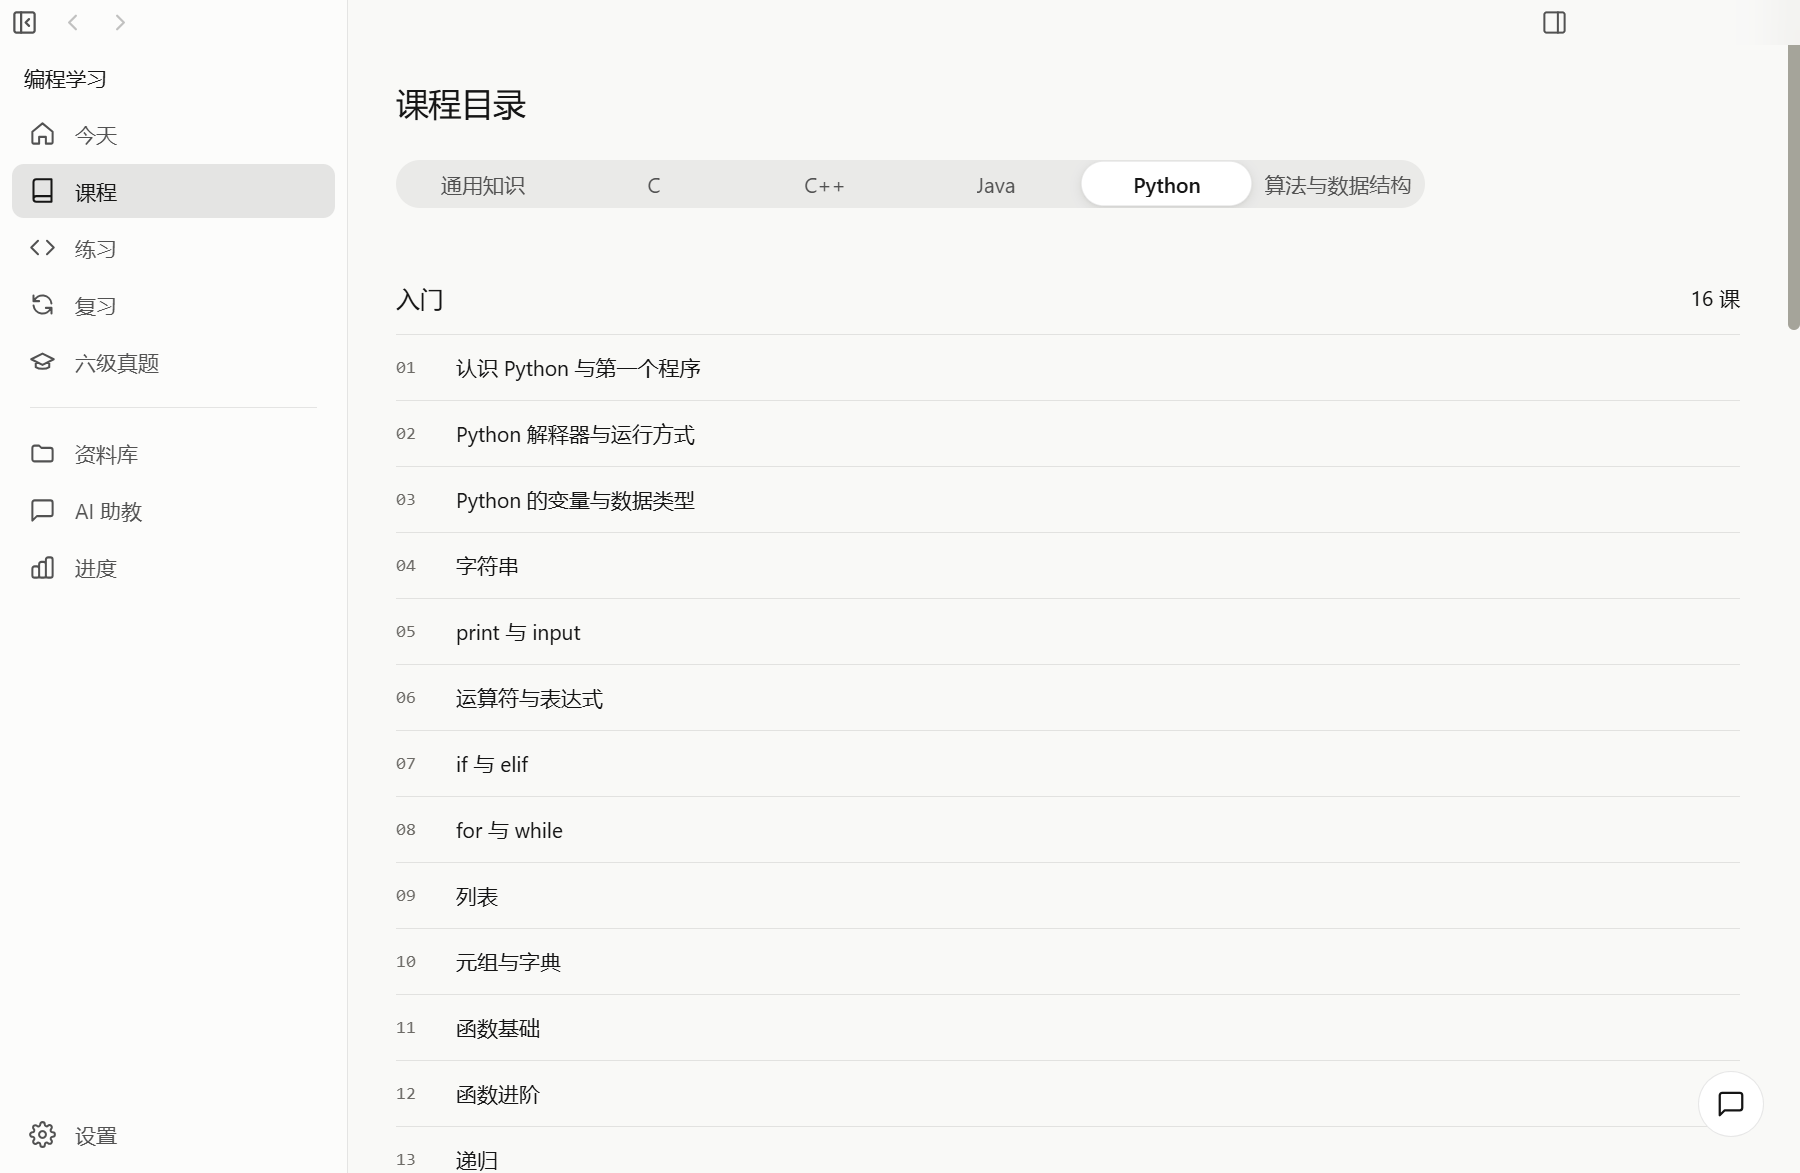 编程学习
今天
课程
练习
复习
六级真题
资料库
AI 助教
进度
设置
课程目录
通用知识 C C++ Java Python 算法与数据结构
入门 16 课
01 认识 Python 与第一个程序
02 Python 解释器与运行方式
03 Python 的变量与数据类型
04 字符串
05 print 与 input
06 运算符与表达式
07 if 与 elif
08 for 与 while
09 列表
10 元组与字典
11 函数基础
12 函数进阶
13 递归